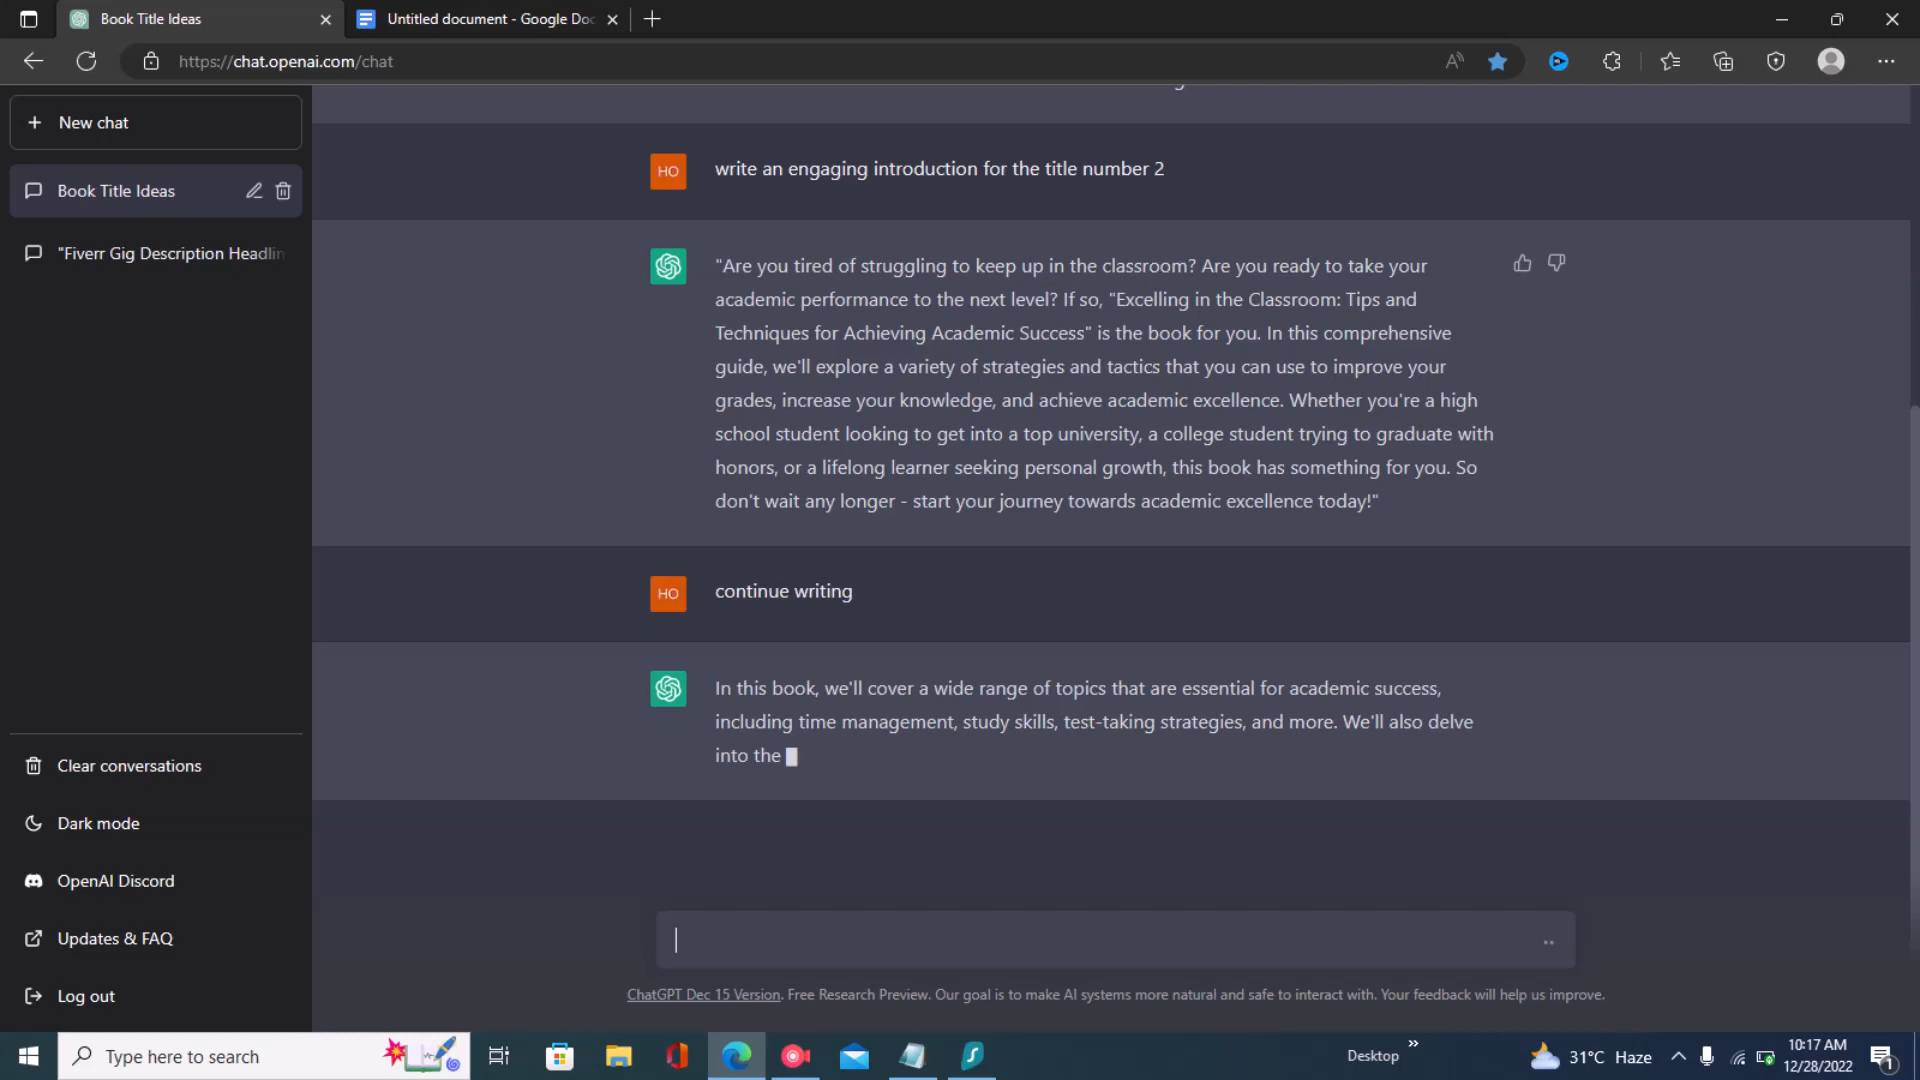 Book Title Ideas
Untitled document - Google Doc
https://chat.openai.com/chat
New chat
Book Title Ideas
"Fiverr Gig Description Headlin
HO
write an engaging introduction for the title number 2
"Are you tired of struggling to keep up in the classroom? Are you ready to take your
academic performance to the next level? If so, "Excelling in the Classroom: Tips and
Techniques for Achieving Academic Success" is the book for you. In this comprehensive
guide, we'll explore a variety of strategies and tactics that you can use to improve your
grades, increase your knowledge, and achieve academic excellence. Whether you're a high
school student looking to get into a top university, a college student trying to graduate with
honors, or a lifelong learner seeking personal growth, this book has something for you. So
don't wait any longer - start your journey towards academic excellence today!"
HO
continue writing
In this book, we'll cover a wide range of topics that are essential for academic success,
including time management, study skills, test-taking strategies, and more. We'll also delve
into the
Clear conversations
Dark mode
OpenAI Discord
Updates & FAQ
Log out
ChatGPT Dec 15 Version. Free Research Preview. Our goal is to make AI systems more natural and safe to interact with. Your feedback will help us improve.
Type here to search
Desktop
31°C Haze
10:17 AM
12/28/2022
1